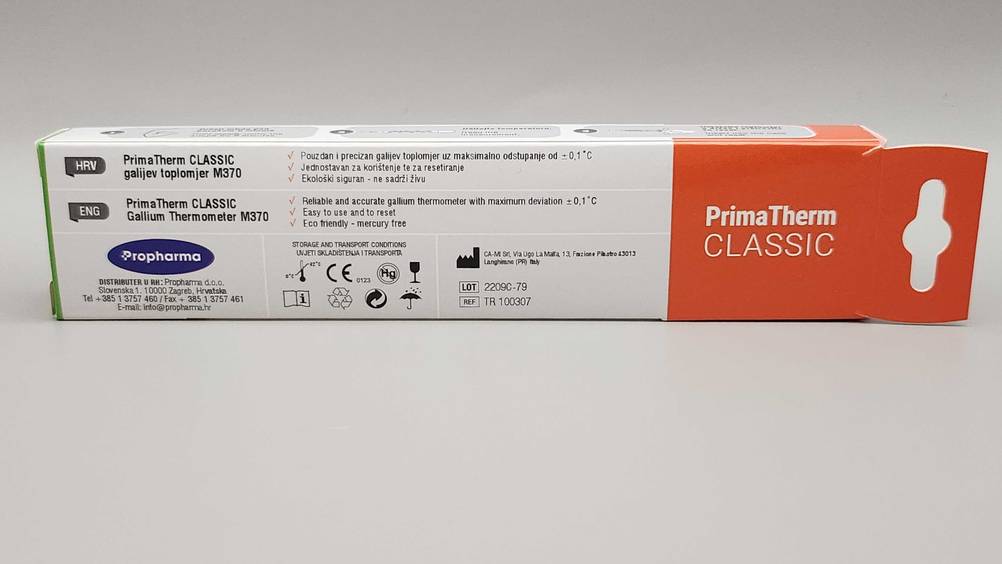 HRV
PrimaTherm CLASSIC
galijev toplomjer M370
√ Pouzdan i precizan galijev toplomjer uz maksimalno odstupanje od ±0,1°C
√ Jednostavan za korištenje te za resetiranje
√ Ekološki siguran - ne sadrži živu
ENG
PrimaTherm CLASSIC
Gallium Thermometer M370
√ Reliable and accurate gallium thermometer with maximum deviation ±0,1°C
√ Easy to use and to reset
√ Eco friendly - mercury free
Propharma
DISTRIBUTER U RH: Propharma d.o.o.
Slovenska 1, 10000 Zagreb, Hrvatska
Tel +385 1 3757 460 / Fax + 385 1 3757 461
E-mail: info@propharma.hr
STORAGE AND TRANSPORT CONDITIONS
UVJETI SKLADIŠTENJA I TRANSPORTA
CE 0123
Hg
i
CA-MI Srl, Via Ugo La Malfa, 13, Frazione Pilastro 43013
Langhirano (PR) Italy
LOT 2209C-79
REF TR 100307
PrimaTherm
CLASSIC